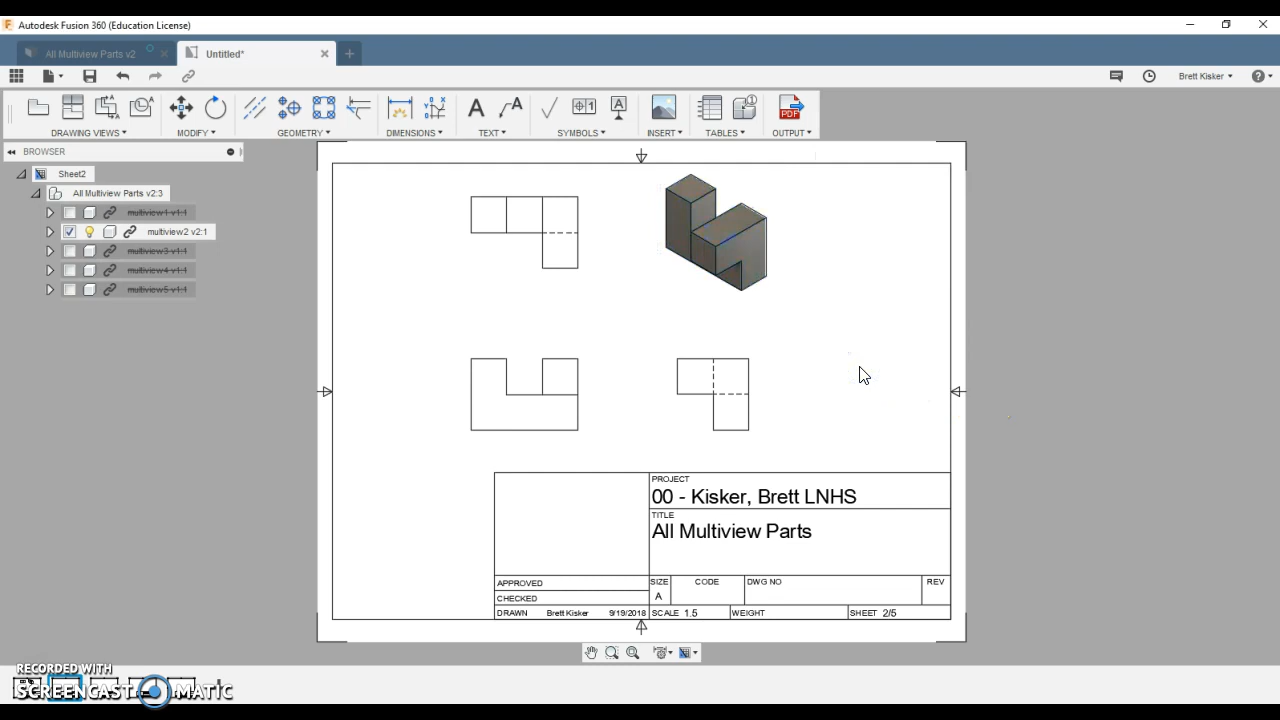 Autodesk Fusion 360 (Education License)
All Multiview Parts v2
Untitled*
Brett Kisker
DRAWING VIEWS
MODIFY
GEOMETRY
DIMENSIONS
TEXT
SYMBOLS
INSERT
TABLES
OUTPUT
BROWSER
Sheet2
All Multiview Parts v2:3
multiview1 v1:1
multiview2 v2:1
multiview3 v1:1
multiview4 v1:1
multiview5 v1:1
PROJECT
00 - Kisker, Brett LNHS
TITLE
All Multiview Parts
APPROVED
CHECKED
DRAWN Brett Kisker 9/19/2018
SIZE
A
CODE
DWG NO
REV
SCALE 1.5
WEIGHT
SHEET 2/5
RECORDED WITH
SCREENCAST-O-MATIC